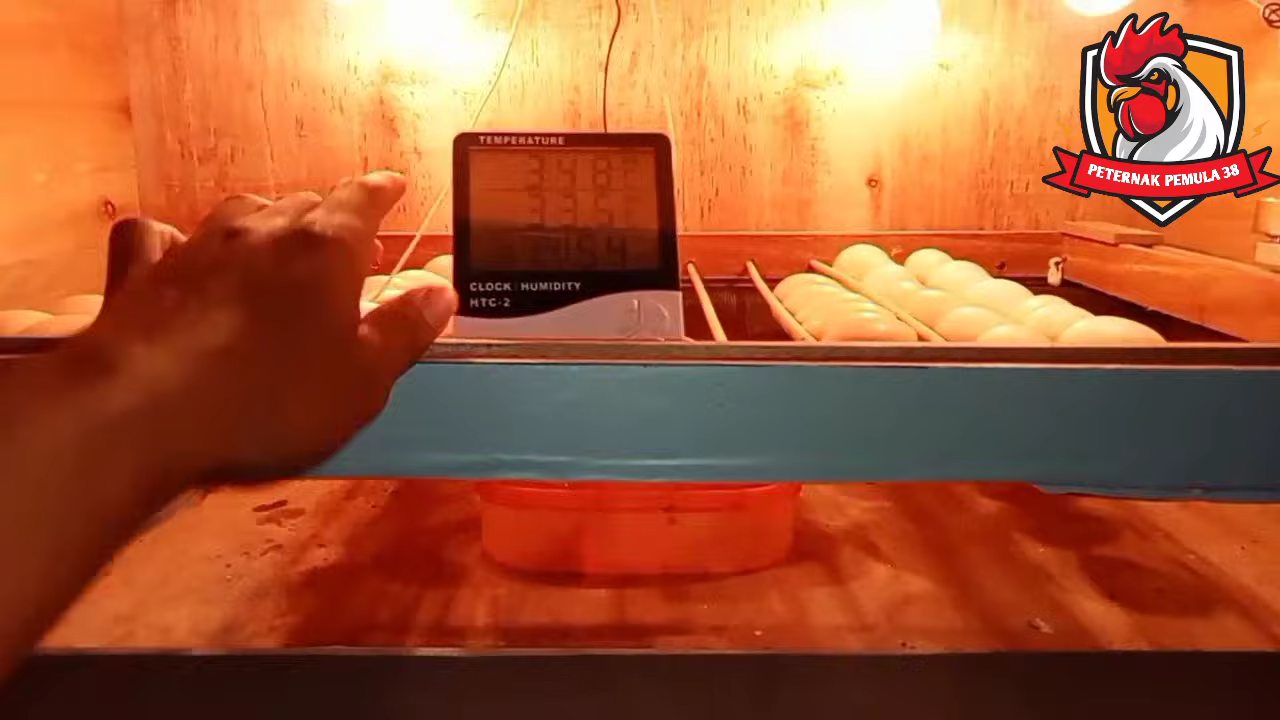 TEMPERATURE
CLOCK / HUMIDITY
HTC-2
PETERNAK PEMULA 38